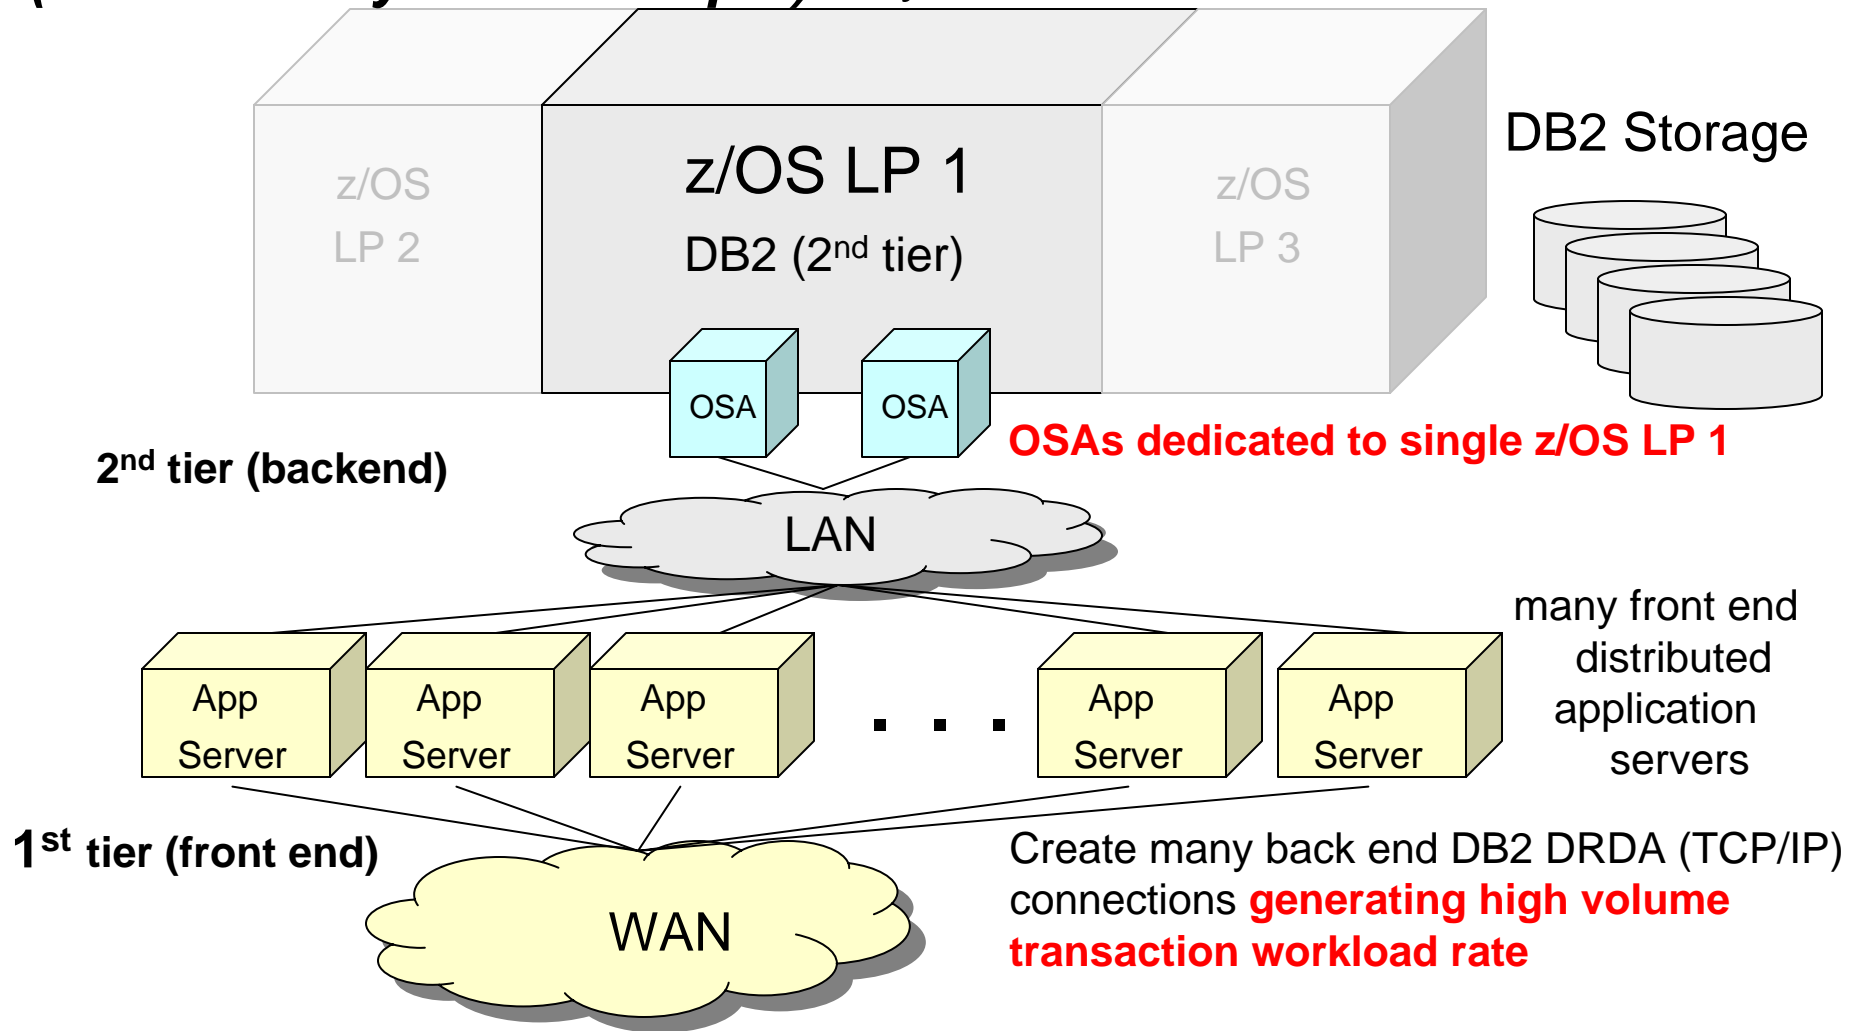 DB2 Storage
z/OS LP 1
z/OS
LP 2
z/OS
LP 3
DB2 (2nd tier)
OSA
OSA
OSAs dedicated to single z/OS LP 1
2nd tier (backend)
LAN
many front end
distributed
application
servers
App
Server
App
Server
App
Server
. . .
App
Server
App
Server
1st tier (front end)
WAN
Create many back end DB2 DRDA (TCP/IP)
connections generating high volume
transaction workload rate